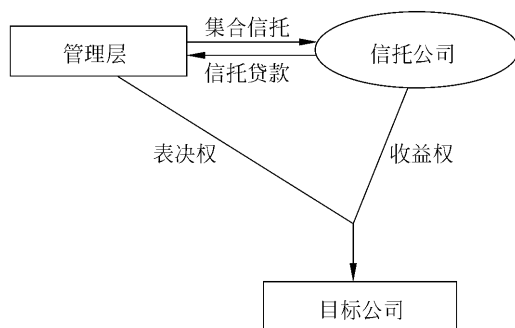 集合信托
管理层
信托公司
信托贷款
表决权
收益权
目标公司